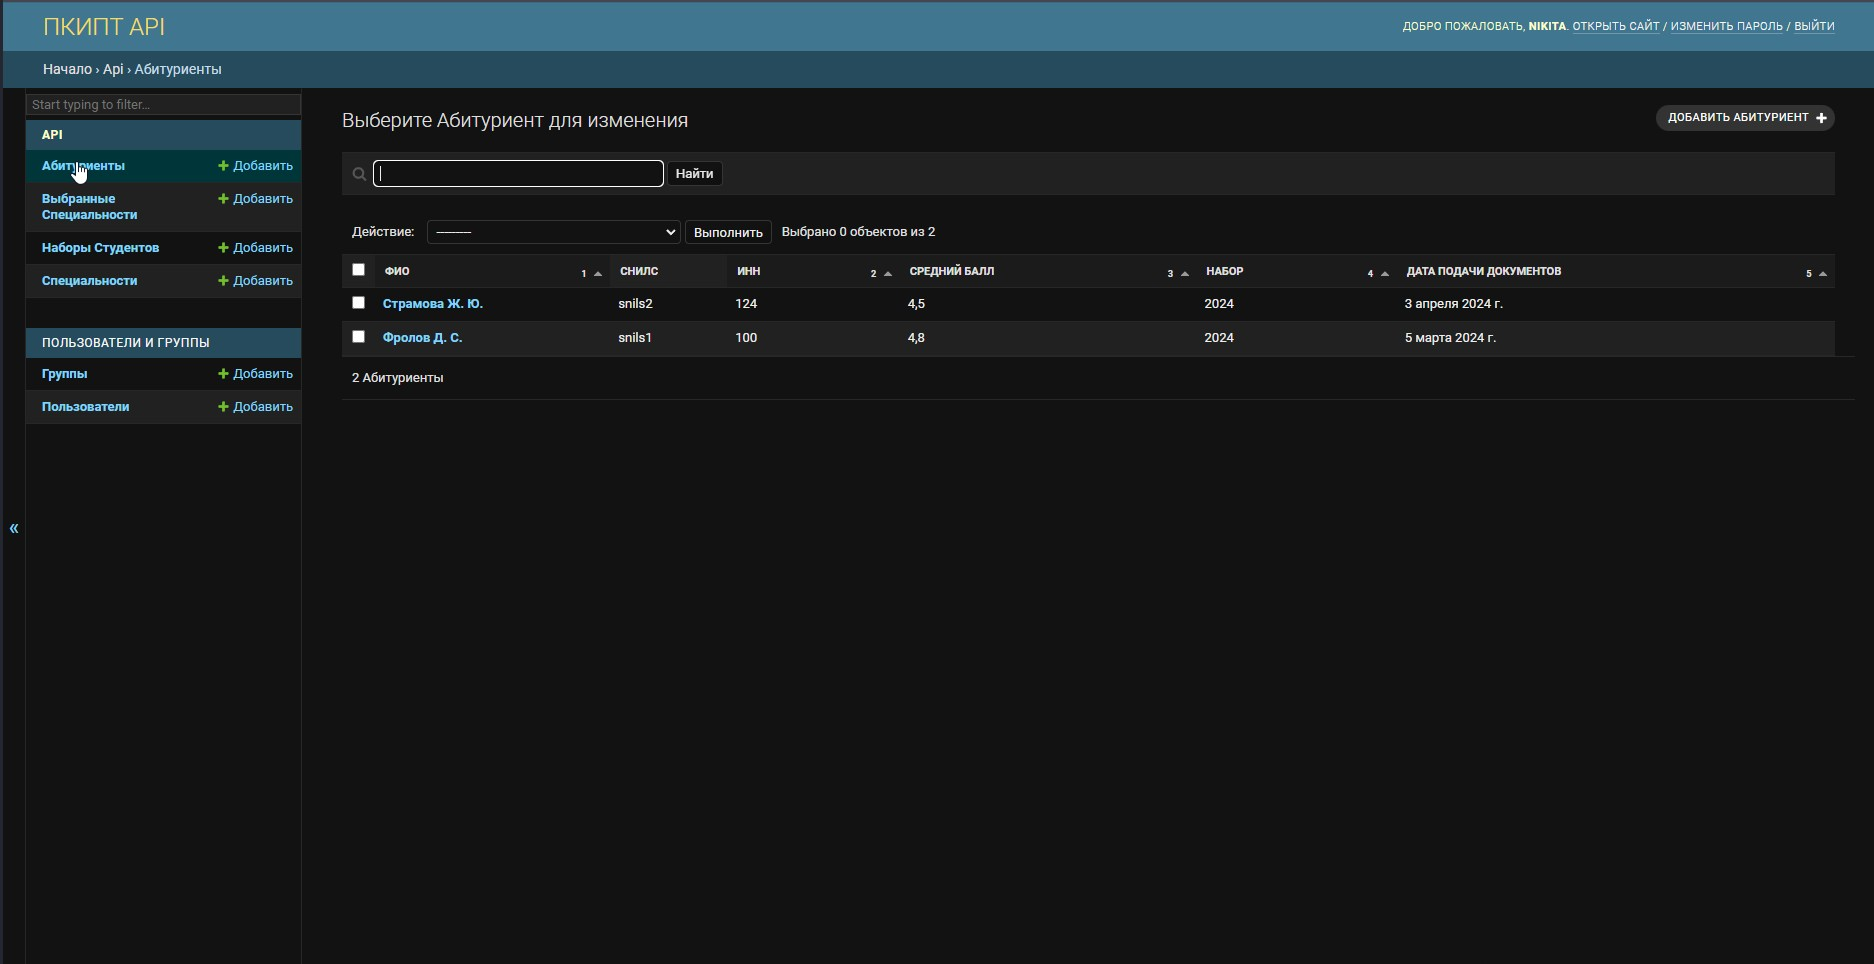 ПКИПТ API
ДОБРО ПОЖАЛОВАТЬ, NIKITA. ОТКРЫТЬ САЙТ / ИЗМЕНИТЬ ПАРОЛЬ / ВЫЙТИ
Начало › Api › Абитуриенты
Start typing to filter...
API
Абитуриенты + Добавить
Выбранные Специальности + Добавить
Наборы Студентов + Добавить
Специальности + Добавить
ПОЛЬЗОВАТЕЛИ И ГРУППЫ
Группы + Добавить
Пользователи + Добавить
«
Выберите Абитуриент для изменения
ДОБАВИТЬ АБИТУРИЕНТ +
Найти
Действие: --------- Выполнить Выбрано 0 объектов из 2
ФИО 1 СНИЛС ИНН 2 СРЕДНИЙ БАЛЛ 3 НАБОР 4 ДАТА ПОДАЧИ ДОКУМЕНТОВ 5
Страмова Ж. Ю. snils2 124 4,5 2024 3 апреля 2024 г.
Фролов Д. С. snils1 100 4,8 2024 5 марта 2024 г.
2 Абитуриенты